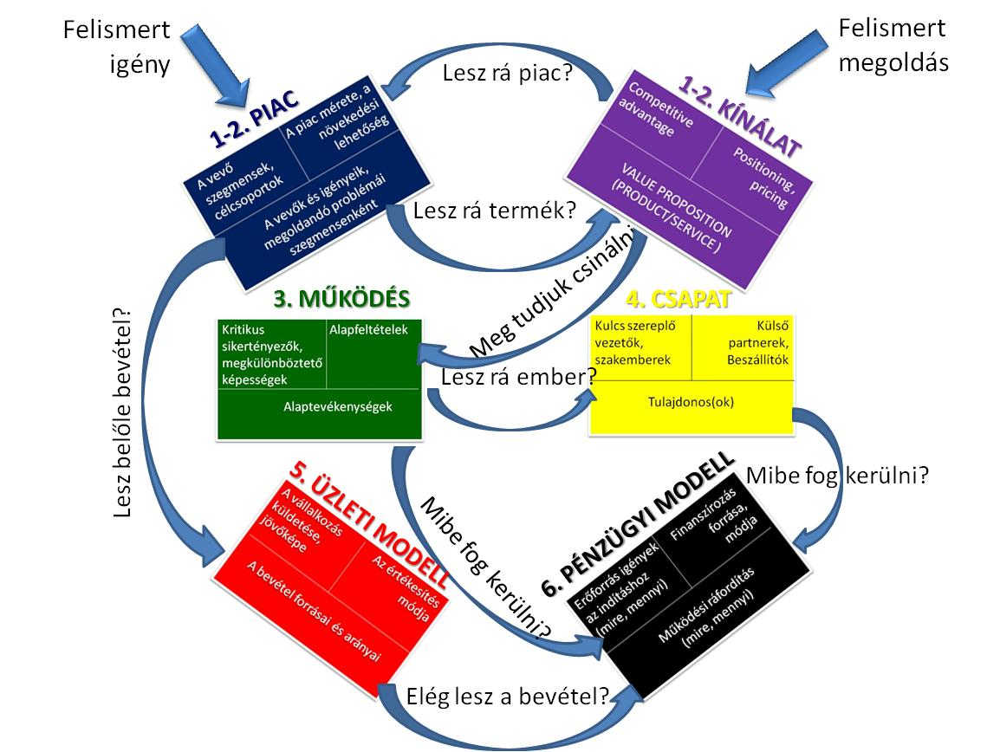 Felismert
igény
Felismert
megoldás
Lesz rá piac?
1-2. PIAC
A vevő
szegmensek,
célcsoportok
A piac mérete, a
növekedési
lehetőség
A vevők és igényeik,
megoldandó problémái
szegmensenként
1-2. KÍNÁLAT
Competitive
advantage
Positioning,
pricing
VALUE PROPOSITION
(PRODUCT/SERVICE)
Lesz rá termék?
Meg tudjuk csinálni
3. MŰKÖDÉS
Kritikus
sikertényezők,
megkülönböztető
képességek
Alapfeltételek
Alaptevékenységek
Lesz rá ember?
4. CSAPAT
Kulcs szereplő
vezetők,
szakemberek
Külső
partnerek,
Beszállítók
Tulajdonos(ok)
Lesz belőle bevétel?
Mibe fog kerülni?
Mibe fog kerülni?
5. ÜZLETI MODELL
A vállalkozás
küldetése,
jövőképe
Az értékesítés
módja
A bevétel forrásai és arányai
6. PÉNZÜGYI MODELL
Erőforrás igények
az indításhoz
(mire, mennyi)
Finanszírozás
forrása,
módja
Működési ráfordítás
(mire, mennyi)
Elég lesz a bevétel?